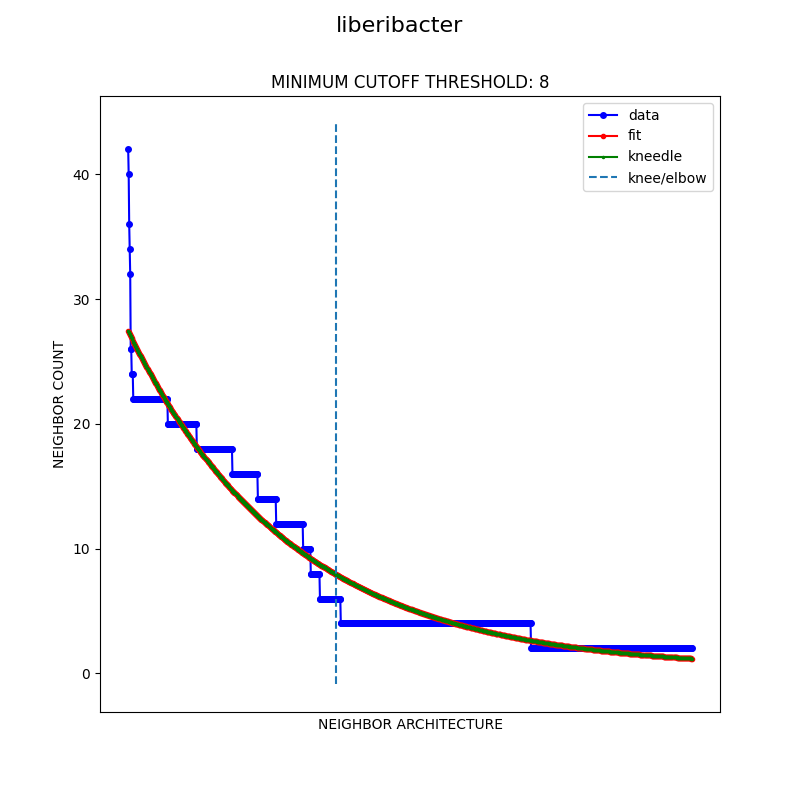 liberibacter
MINIMUM CUTOFF THRESHOLD: 8
data
fit
kneedle
knee/elbow
NEIGHBOR COUNT
40
30
20
10
0
NEIGHBOR ARCHITECTURE